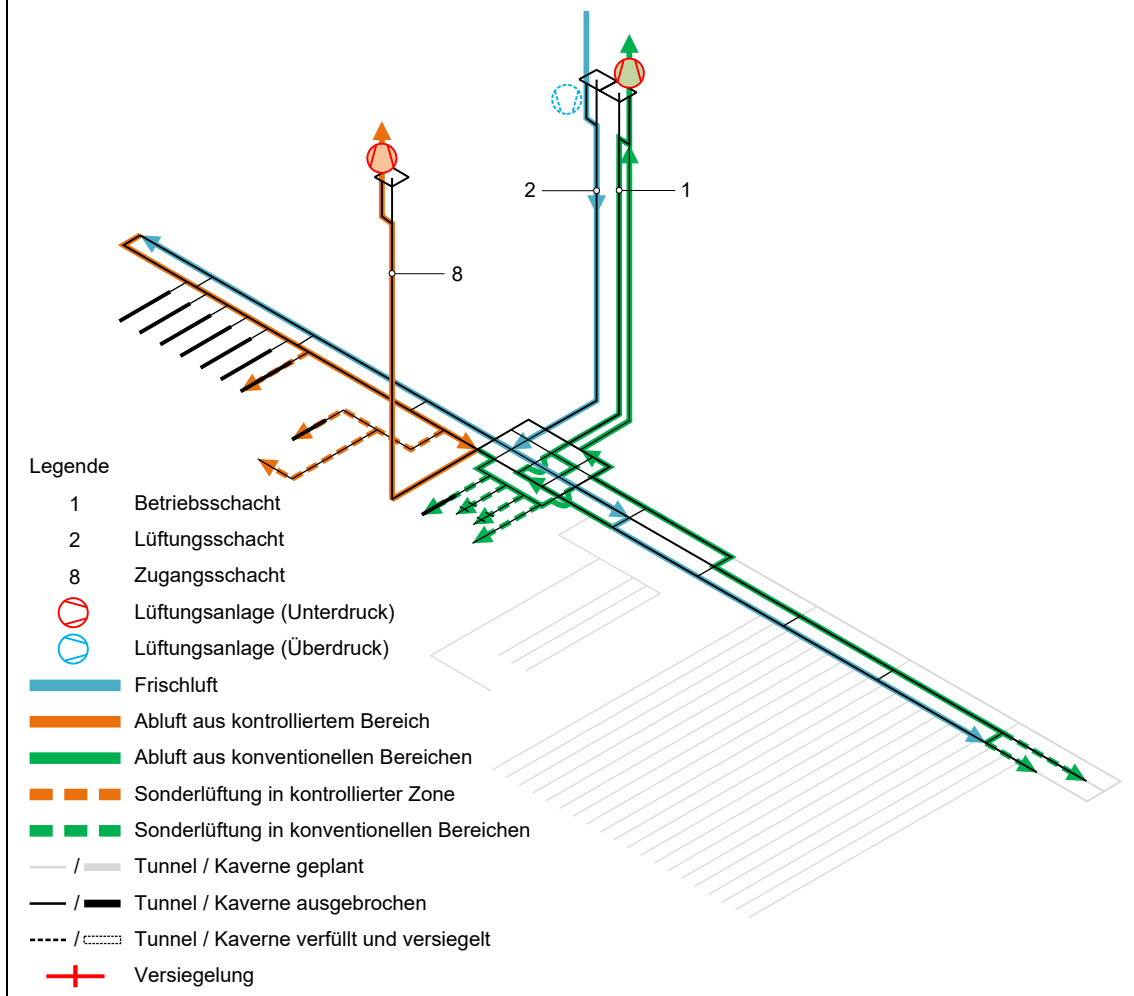 2
1
8
Legende
1 Betriebsschacht
2 Lüftungsschacht
8 Zugangsschacht
Lüftungsanlage (Unterdruck)
Lüftungsanlage (Überdruck)
Frischluft
Abluft aus kontrolliertem Bereich
Abluft aus konventionellen Bereichen
Sonderlüftung in kontrollierter Zone
Sonderlüftung in konventionellen Bereichen
/ Tunnel / Kaverne geplant
/ Tunnel / Kaverne ausgebrochen
/ Tunnel / Kaverne verfüllt und versiegelt
Versiegelung